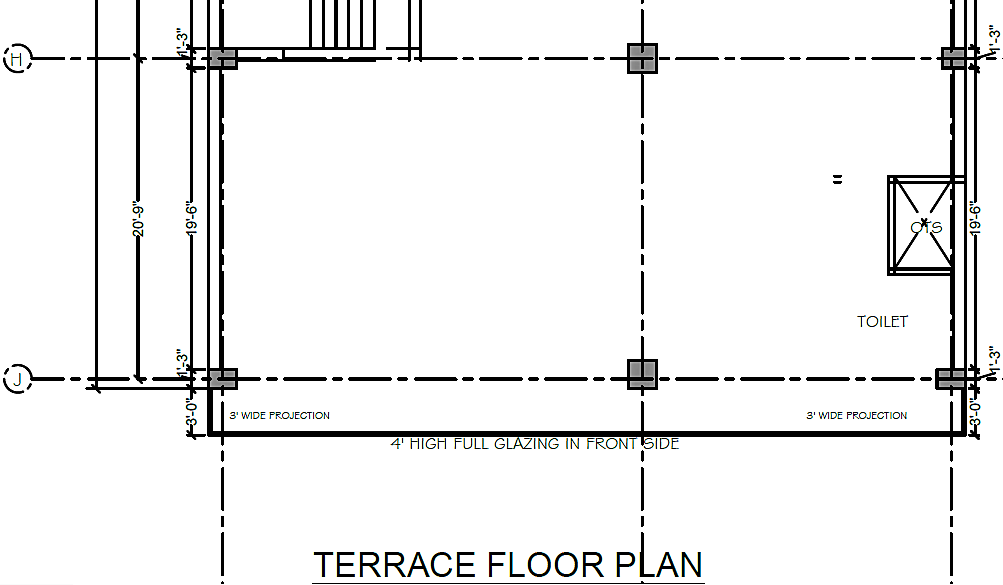 1'-3"
1'-3"
H
20'-9"
19'-6"
19'-6"
OTS
TOILET
1'-3"
1'-3"
J
3'-0"
3'-0"
3' WIDE PROJECTION
3' WIDE PROJECTION
4' HIGH FULL GLAZING IN FRONT SIDE
TERRACE FLOOR PLAN